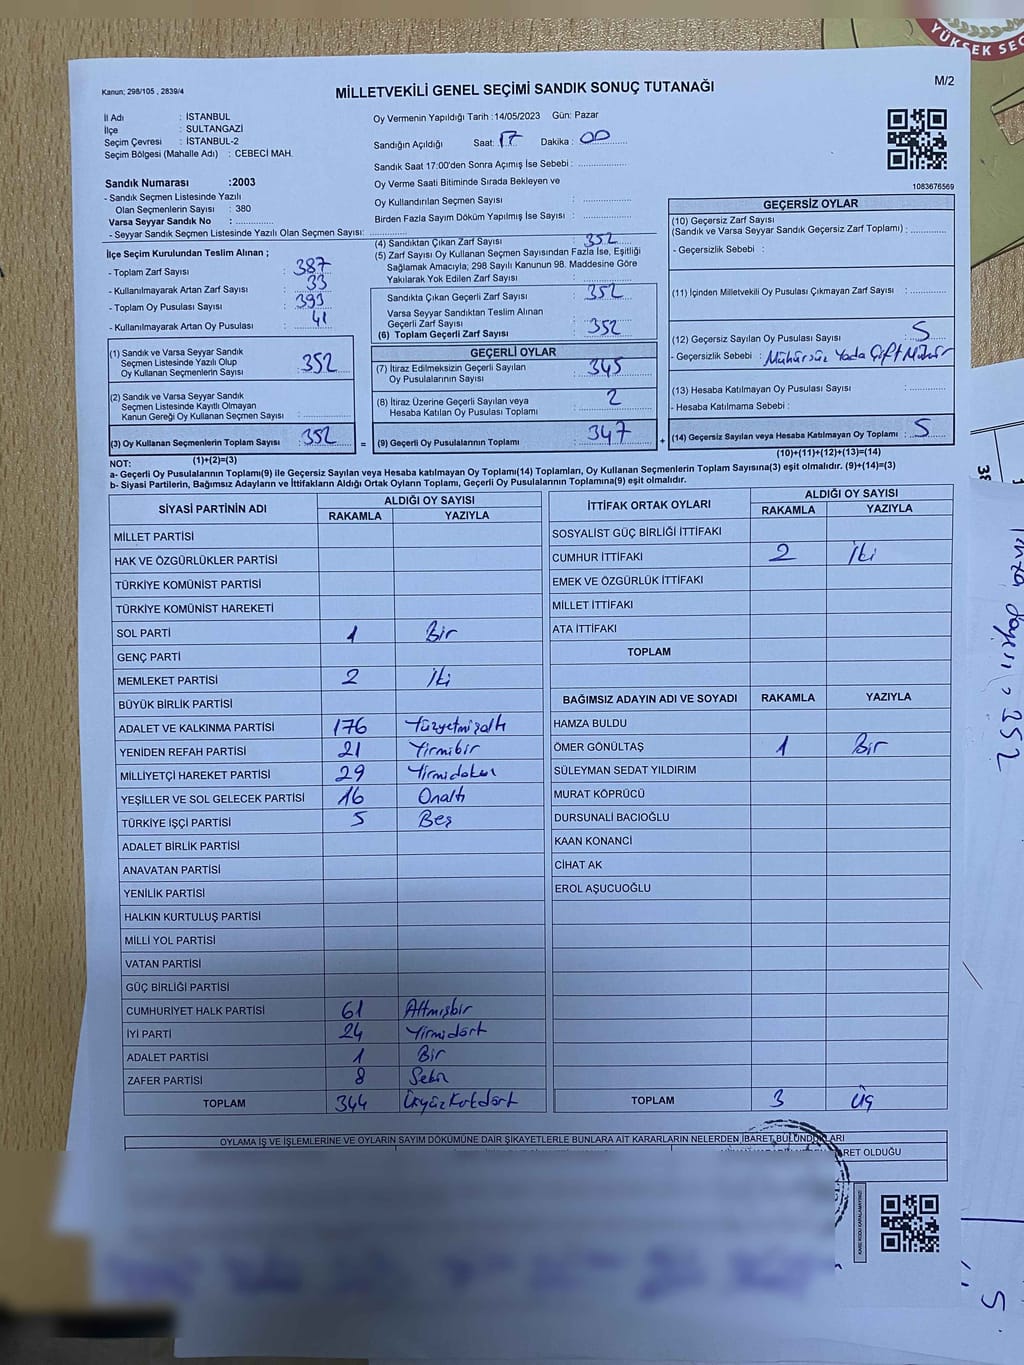 YÜKSEK SEÇ
Kanun; 298/105 , 2839/4
MİLLETVEKİLİ GENEL SEÇİMİ SANDIK SONUÇ TUTANAĞI
M/2
İl Adı : İSTANBUL
İlçe : SULTANGAZİ
Seçim Çevresi : İSTANBUL-2
Seçim Bölgesi (Mahalle Adı) : CEBECİ MAH.
Sandık Numarası :2003
- Sandık Seçmen Listesinde Yazılı
Olan Seçmenlerin Sayısı : 380
Varsa Seyyar Sandık No : ............
- Seyyar Sandık Seçmen Listesinde Yazılı Olan Seçmen Sayısı: ............
Oy Vermenin Yapıldığı Tarih :14/05/2023 Gün: Pazar
Sandığın Açıldığı Saat: 17 Dakika : 00
Sandık Saat 17:00'den Sonra Açımış İse Sebebi : ............
Oy Verme Saati Bitiminde Sırada Bekleyen ve
Oy Kullandırılan Seçmen Sayısı : ............
Birden Fazla Sayım Döküm Yapılmış İse Sayısı : ............
1083676569
İlçe Seçim Kurulundan Teslim Alınan ;
- Toplam Zarf Sayısı : 387
- Kullanılmayarak Artan Zarf Sayısı : 33
- Toplam Oy Pusulası Sayısı : 393
- Kullanılmayarak Artan Oy Pusulası : 41
(4) Sandıktan Çıkan Zarf Sayısı : 352
(5) Zarf Sayısı Oy Kullanan Seçmen Sayısından Fazla İse, Eşitliği
Sağlamak Amacıyla; 298 Sayılı Kanunun 98. Maddesine Göre
Yakılarak Yok Edilen Zarf Sayısı : ............
Sandıkta Çıkan Geçerli Zarf Sayısı : 352
Varsa Seyyar Sandıktan Teslim Alınan
Geçerli Zarf Sayısı : ............
(6) Toplam Geçerli Zarf Sayısı : 352
GEÇERSİZ OYLAR
(10) Geçersiz Zarf Sayısı
(Sandık ve Varsa Seyyar Sandık Geçersiz Zarf Toplamı) : ............
- Geçersizlik Sebebi :
(11) İçinden Milletvekili Oy Pusulası Çıkmayan Zarf Sayısı : ............
(12) Geçersiz Sayılan Oy Pusulası Sayısı : 5
- Geçersizlik Sebebi : Mühürsüz Yada Çift Mühür
(13) Hesaba Katılmayan Oy Pusulası Sayısı : ............
- Hesaba Katılmama Sebebi :
(14) Geçersiz Sayılan veya Hesaba Katılmayan Oy Toplamı : 5
(10)+(11)+(12)+(13)=(14)
(1) Sandık ve Varsa Seyyar Sandık
Seçmen Listesinde Yazılı Olup
Oy Kullanan Seçmenlerin Sayısı : 352
(2) Sandık ve Varsa Seyyar Sandık
Seçmen Listesinde Kayıtlı Olmayan
Kanun Gereği Oy Kullanan Seçmen Sayısı : ............
(3) Oy Kullanan Seçmenlerin Toplam Sayısı : 352
(1)+(2)=(3)
=
GEÇERLİ OYLAR
(7) İtiraz Edilmeksizin Geçerli Sayılan
Oy Pusulalarının Sayısı : 345
(8) İtiraz Üzerine Geçerli Sayılan veya
Hesaba Katılan Oy Pusulası Toplamı : 2
(9) Geçerli Oy Pusulalarının Toplamı : 347
+
NOT:
a- Geçerli Oy Pusulalarının Toplamı(9) ile Geçersiz Sayılan veya Hesaba katılmayan Oy Toplamı(14) Toplamları, Oy Kullanan Seçmenlerin Toplam Sayısına(3) eşit olmalıdır. (9)+(14)=(3)
b- Siyasi Partilerin, Bağımsız Adayların ve İttifakların Aldığı Ortak Oyların Toplamı, Geçerli Oy Pusulalarının Toplamına(9) eşit olmalıdır.
SİYASİ PARTİNİN ADI ALDIĞI OY SAYISI
RAKAMLA YAZIYLA
MİLLET PARTİSİ
HAK VE ÖZGÜRLÜKLER PARTİSİ
TÜRKİYE KOMÜNİST PARTİSİ
TÜRKİYE KOMÜNİST HAREKETİ
SOL PARTİ 1 Bir
GENÇ PARTİ
MEMLEKET PARTİSİ 2 İki
BÜYÜK BİRLİK PARTİSİ
ADALET VE KALKINMA PARTİSİ 176 Yüzyetmişaltı
YENİDEN REFAH PARTİSİ 21 Yirmibir
MİLLİYETÇİ HAREKET PARTİSİ 29 Yirmidokuz
YEŞİLLER VE SOL GELECEK PARTİSİ 16 Onaltı
TÜRKİYE İŞÇİ PARTİSİ 5 Beş
ADALET BİRLİK PARTİSİ
ANAVATAN PARTİSİ
YENİLİK PARTİSİ
HALKIN KURTULUŞ PARTİSİ
MİLLİ YOL PARTİSİ
VATAN PARTİSİ
GÜÇ BİRLİĞİ PARTİSİ
CUMHURİYET HALK PARTİSİ 61 Altmışbir
İYİ PARTİ 24 Yirmidört
ADALET PARTİSİ 1 Bir
ZAFER PARTİSİ 8 Sekiz
TOPLAM 344 Üçyüzkırkdört
İTTİFAK ORTAK OYLARI ALDIĞI OY SAYISI
RAKAMLA YAZIYLA
SOSYALİST GÜÇ BİRLİĞİ İTTİFAKI
CUMHUR İTTİFAKI 2 İki
EMEK VE ÖZGÜRLÜK İTTİFAKI
MİLLET İTTİFAKI
ATA İTTİFAKI
TOPLAM
BAĞIMSIZ ADAYIN ADI VE SOYADI RAKAMLA YAZIYLA
HAMZA BULDU
ÖMER GÖNÜLTAŞ 1 Bir
SÜLEYMAN SEDAT YILDIRIM
MURAT KÖPRÜCÜ
DURSUNALİ BACIOĞLU
KAAN KONANCİ
CİHAT AK
EROL AŞUCUOĞLU
TOPLAM 3 Üç
OYLAMA İŞ VE İŞLEMLERİNE VE OYLARIN SAYIM DÖKÜMÜNE DAİR ŞİKAYETLERLE BUNLARA AİT KARARLARIN NELERDEN İBARET BULUNDUKLARI
RET OLDUĞU
KARE KODU KARALAMAYINIZ!
352
5